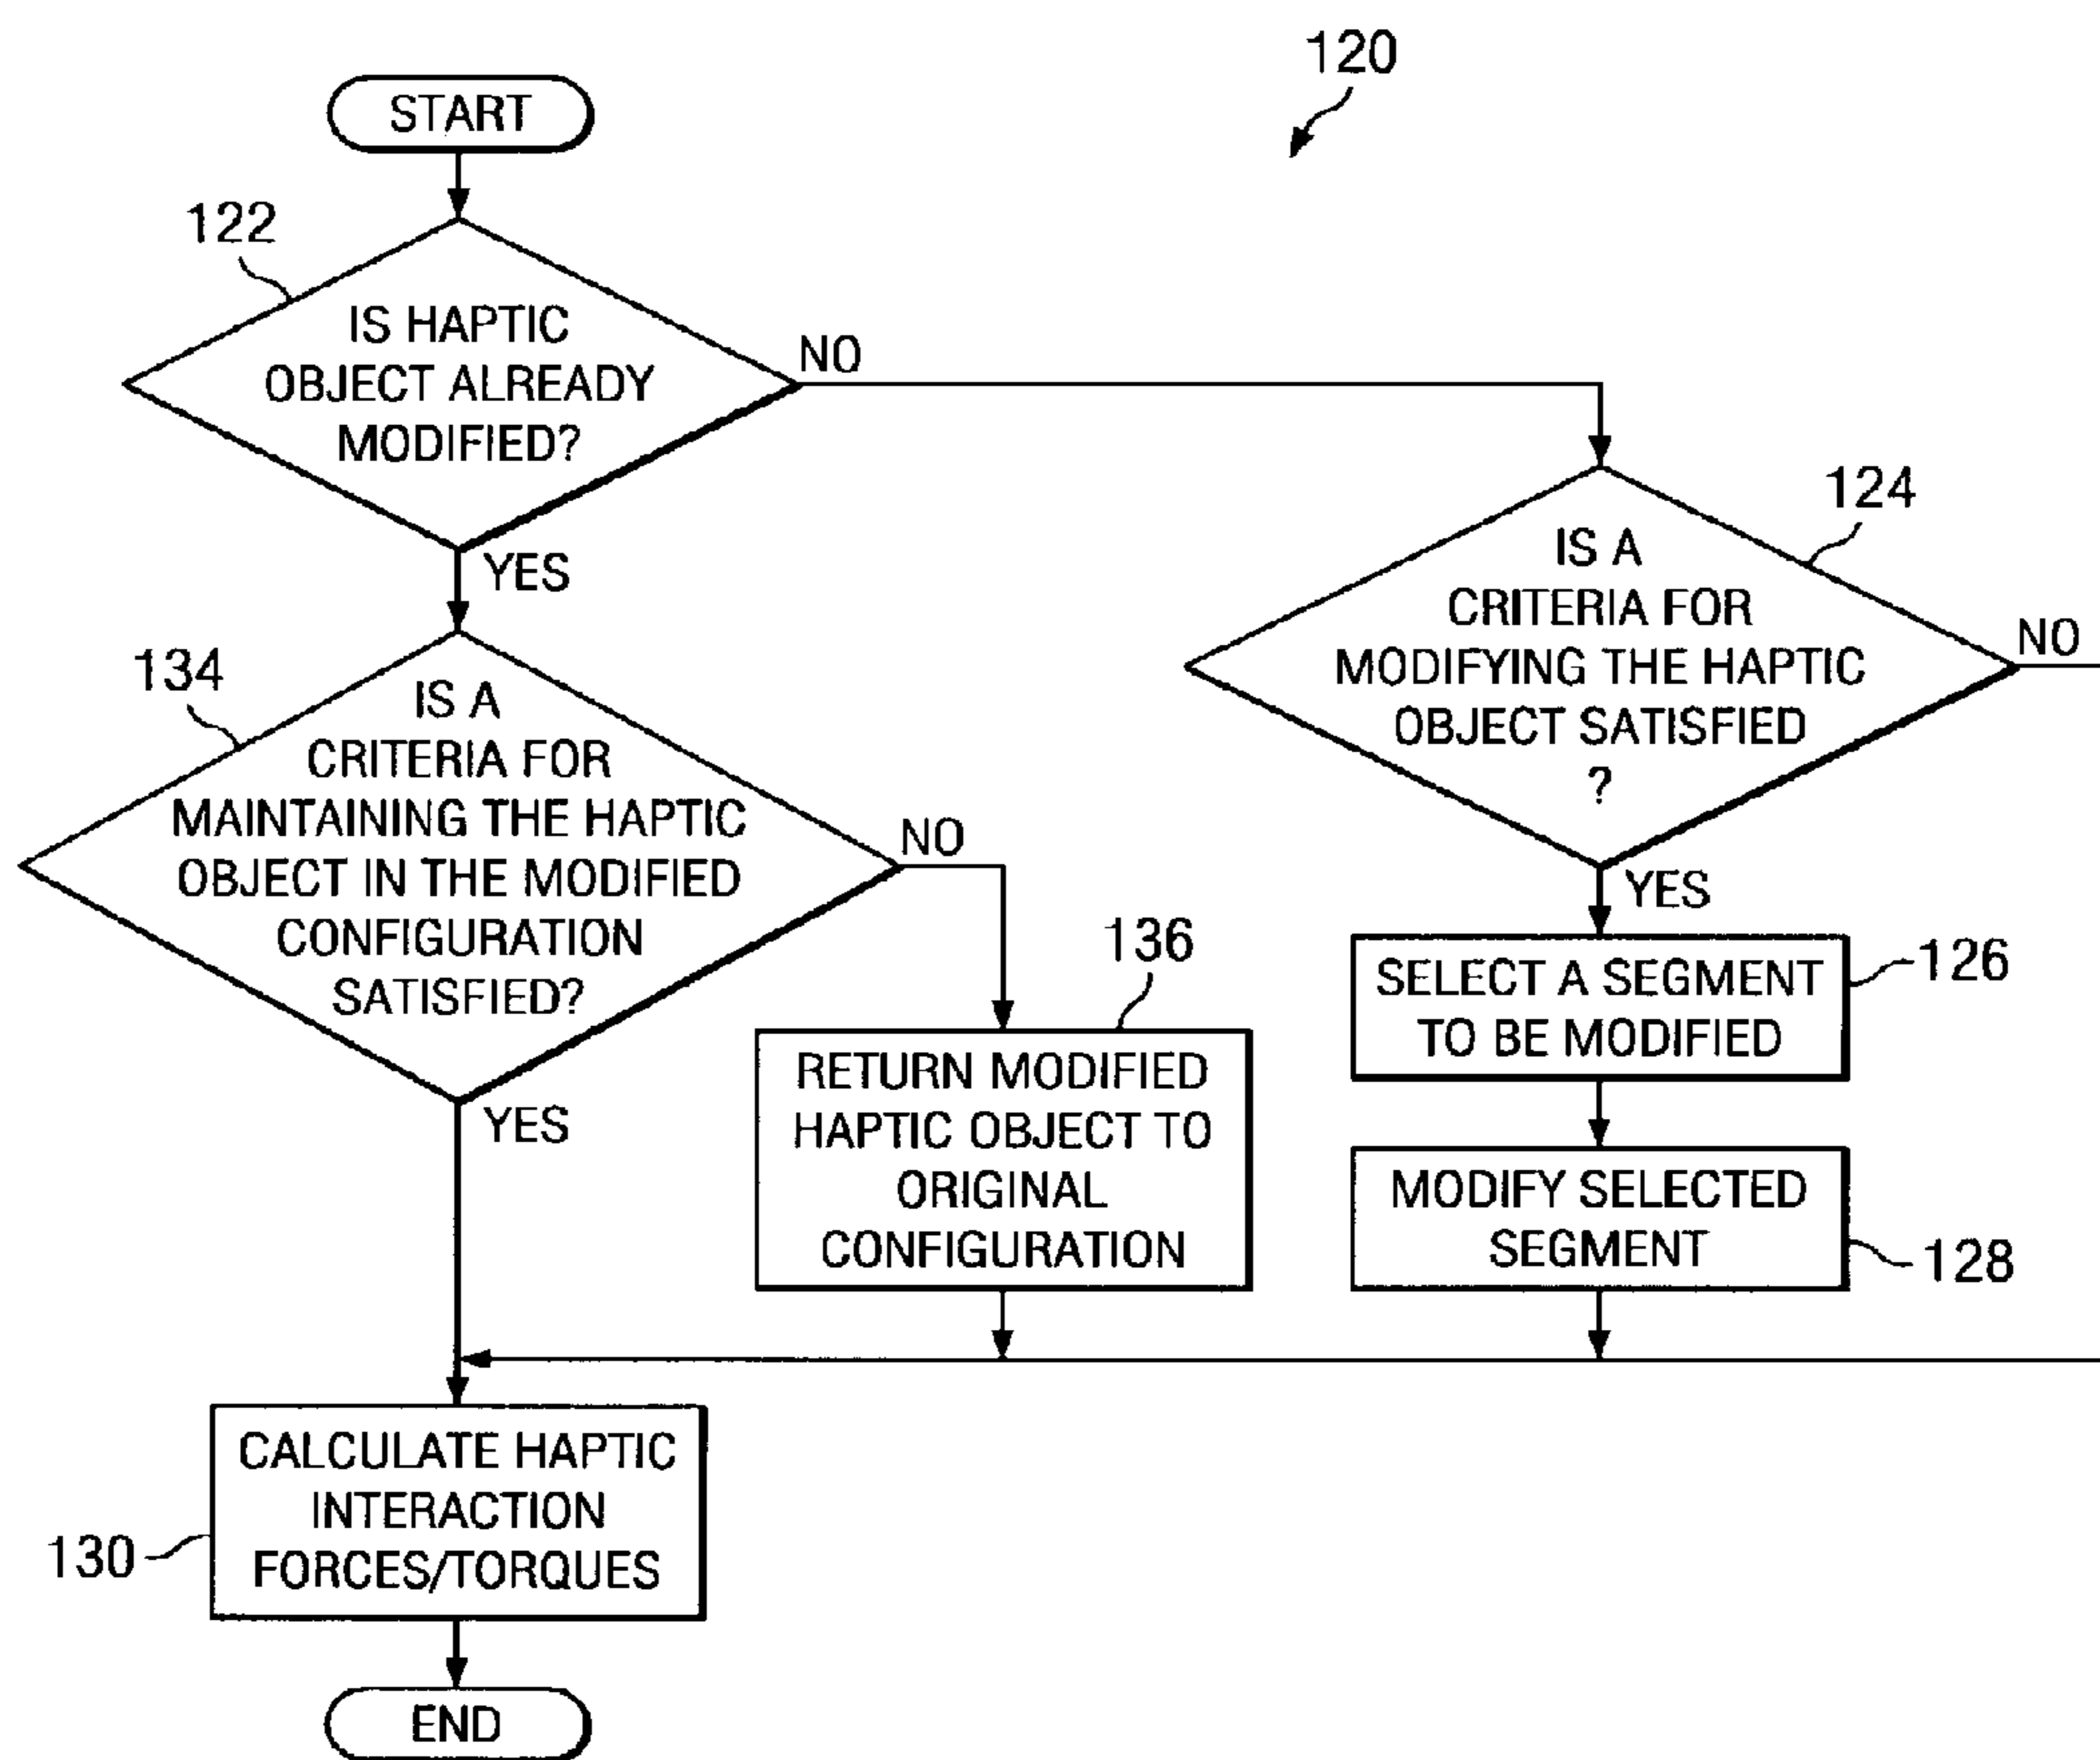 120
START
122
IS HAPTIC
OBJECT ALREADY
MODIFIED?
NO
YES
124
IS A
CRITERIA FOR
MODIFYING THE HAPTIC
OBJECT SATISFIED
?
NO
YES
134
IS A
CRITERIA FOR
MAINTAINING THE HAPTIC
OBJECT IN THE MODIFIED
CONFIGURATION
SATISFIED?
NO
YES
136
RETURN MODIFIED
HAPTIC OBJECT TO
ORIGINAL
CONFIGURATION
SELECT A SEGMENT
TO BE MODIFIED
126
MODIFY SELECTED
SEGMENT
128
CALCULATE HAPTIC
INTERACTION
FORCES/TORQUES
130
END